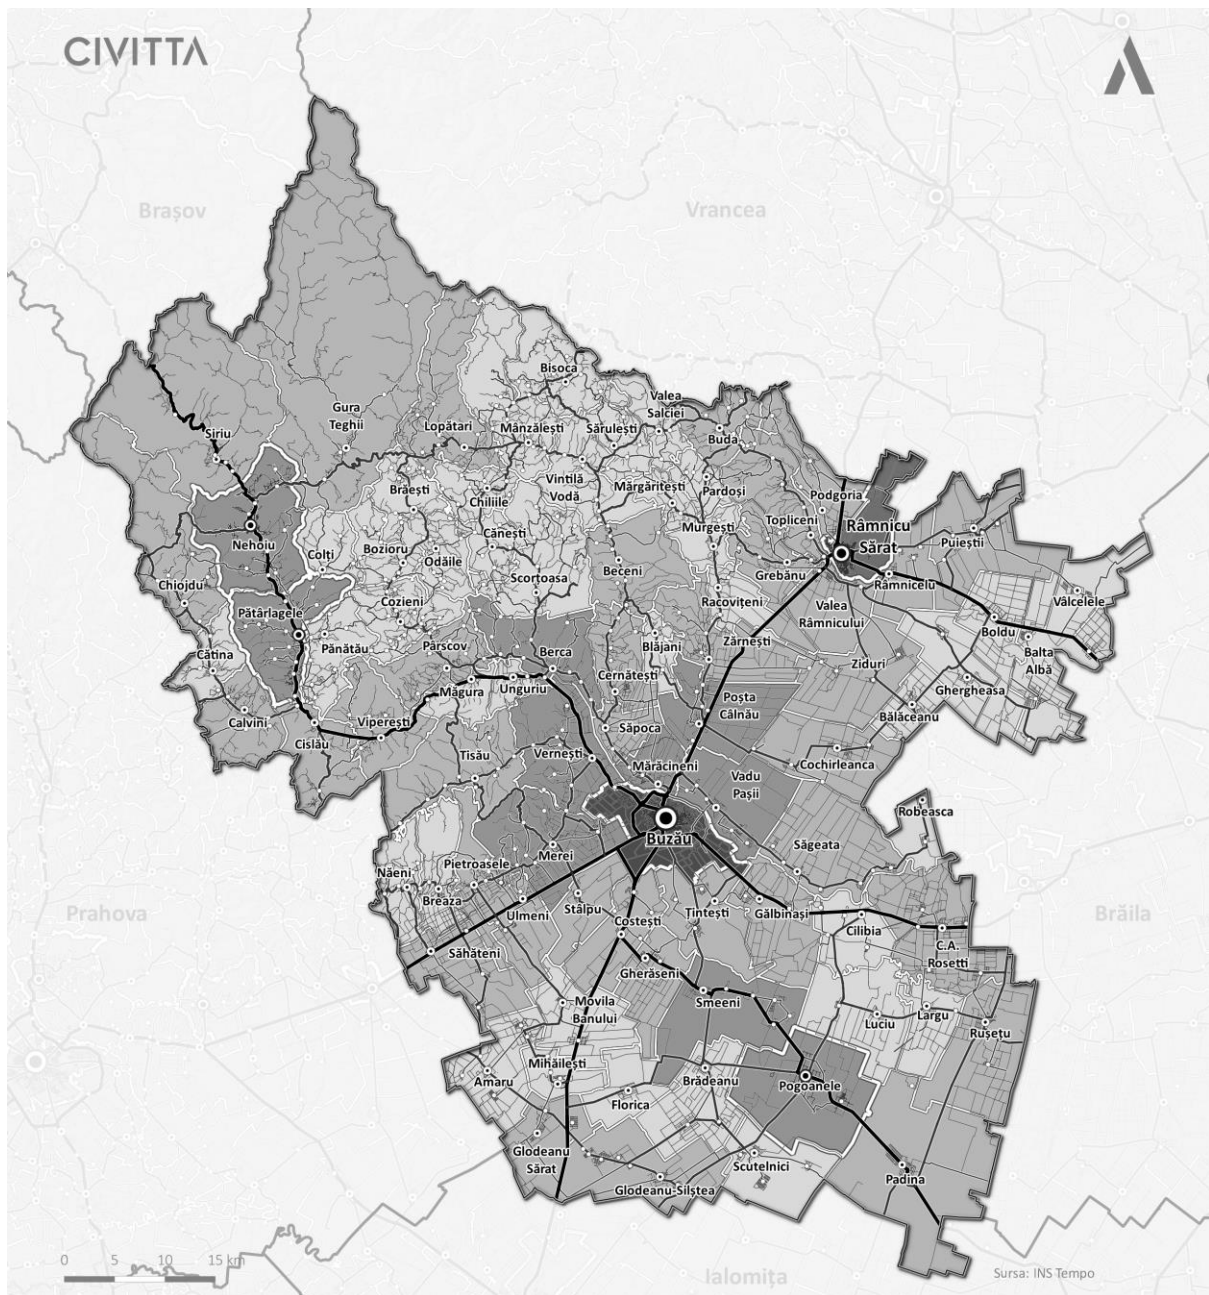 CIVITTA
Brașov
Vrancea
Bisoca
Valea
Salciei
Gura
Teghii
Lopătari
Mânzălești
Sărulești
Buda
Siriu
Brăești
Chiliile
Vintilă
Vodă
Mărgăritești
Pardoși
Podgoria
Topliceni
Râmnicu
Sărat
Puieștii
Nehoiu
Colți
Bozioru
Odăile
Cănești
Murgești
Chiojdu
Scorțoasa
Beceni
Grebănu
Râmnicelu
Pătârlagele
Cozieni
Racovițeni
Valea
Râmnicului
Vâlcelele
Boldu
Cătina
Pănătău
Pârscov
Berca
Blăjani
Zărnești
Balta
Albă
Ziduri
Măgura
Unguriu
Cernătești
Ghergheasa
Calvini
Viperești
Poșta
Câlnău
Bălăceanu
Cislău
Săpoca
Tisău
Vernești
Mărăcineni
Cochirleanca
Vadu
Pașii
Robeasca
Buzău
Săgeata
Merei
Pietroasele
Năeni
Breaza
Prahova
Ulmeni
Stâlpu
Țintești
Gălbinași
Brăila
Costești
Cilibia
Săhăteni
C.A.
Rosetti
Gherăseni
Movila
Banului
Smeeni
Luciu
Largu
Rușețu
Mihăilești
Amaru
Brădeanu
Pogoanele
Florica
Glodeanu
Sărat
Scutelnici
Padina
Glodeanu-Silștea
0 5 10 15 km
Ialomița
Sursa: INS Tempo